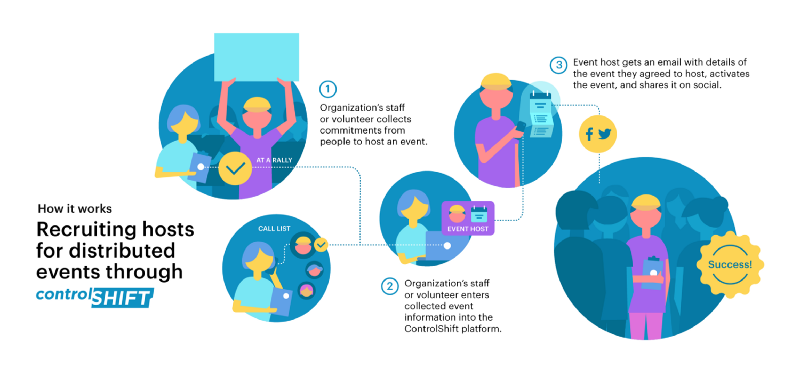 How it works
Recruiting hosts
for distributed
events through
controlSHIFT
1
Organization's staff
or volunteer collects
commitments from
people to host an event.
AT A RALLY
CALL LIST
2
Organization's staff
or volunteer enters
collected event
information into the
ControlShift platform.
EVENT HOST
3
Event host gets an email with details of
the event they agreed to host, activates
the event, and shares it on social.
Success!